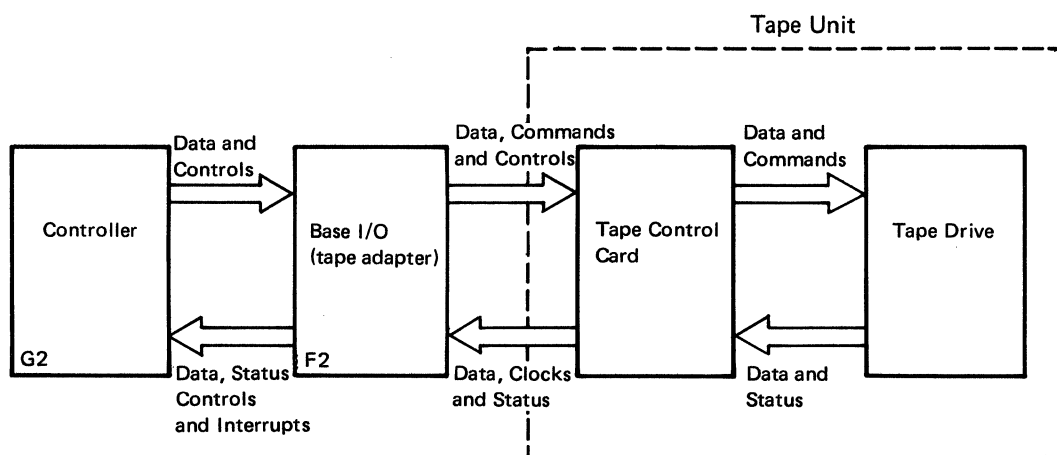 Tape Unit
Data and
Controls
Data, Commands
and Controls
Data and
Commands
Controller
Base I/O
(tape adapter)
Tape Control
Card
Tape Drive
G2
F2
Data, Status
Controls
and Interrupts
Data, Clocks
and Status
Data and
Status